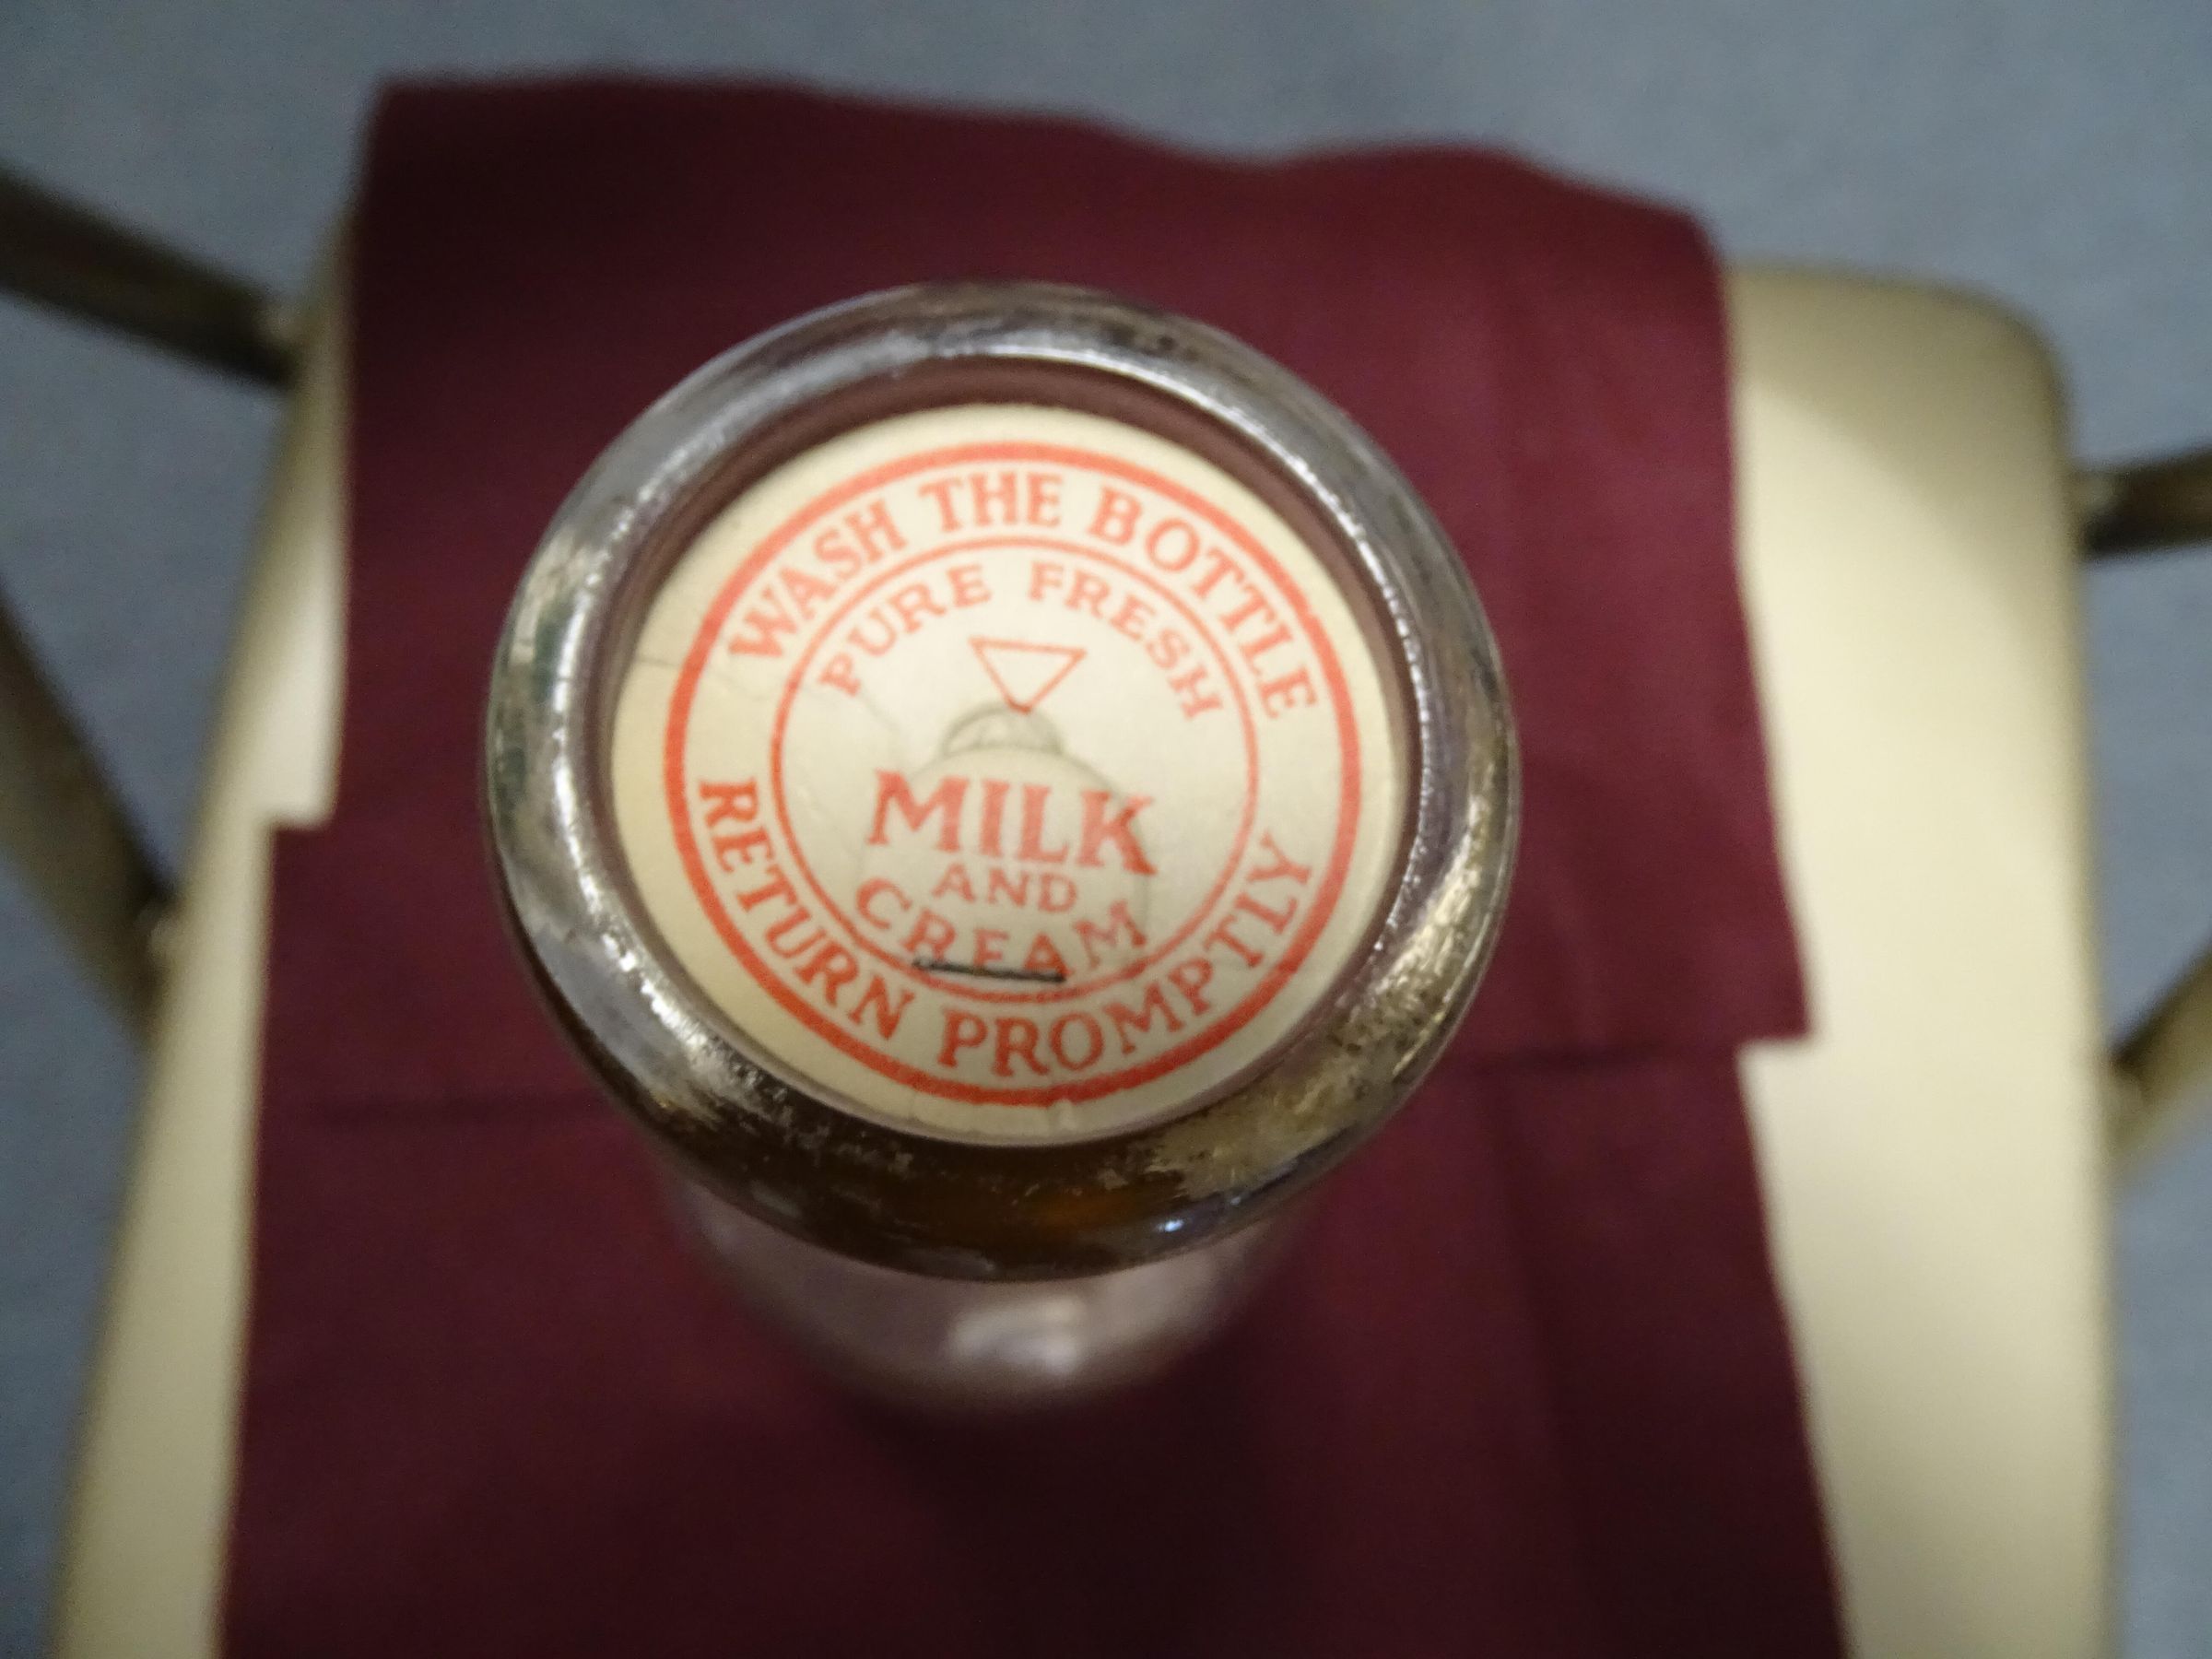 WASH THE BOTTLE
PURE FRESH
MILK
AND
CREAM
RETURN PROMPTLY